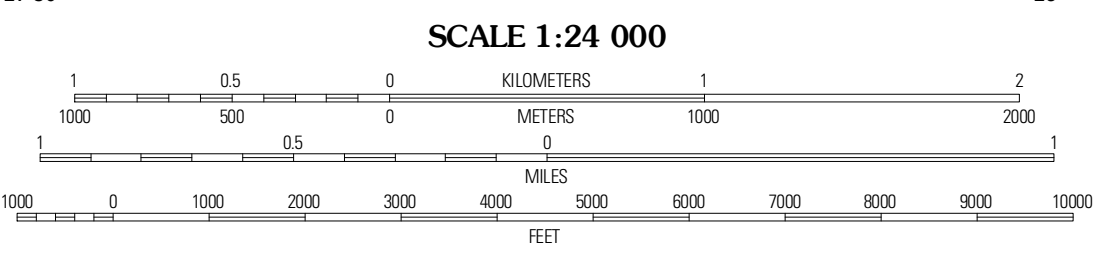 SCALE 1:24 000
1 0.5 0 KILOMETERS 1 2
1000 500 0 METERS 1000 2000
1 0.5 0 1
MILES
1000 0 1000 2000 3000 4000 5000 6000 7000 8000 9000 10000
FEET